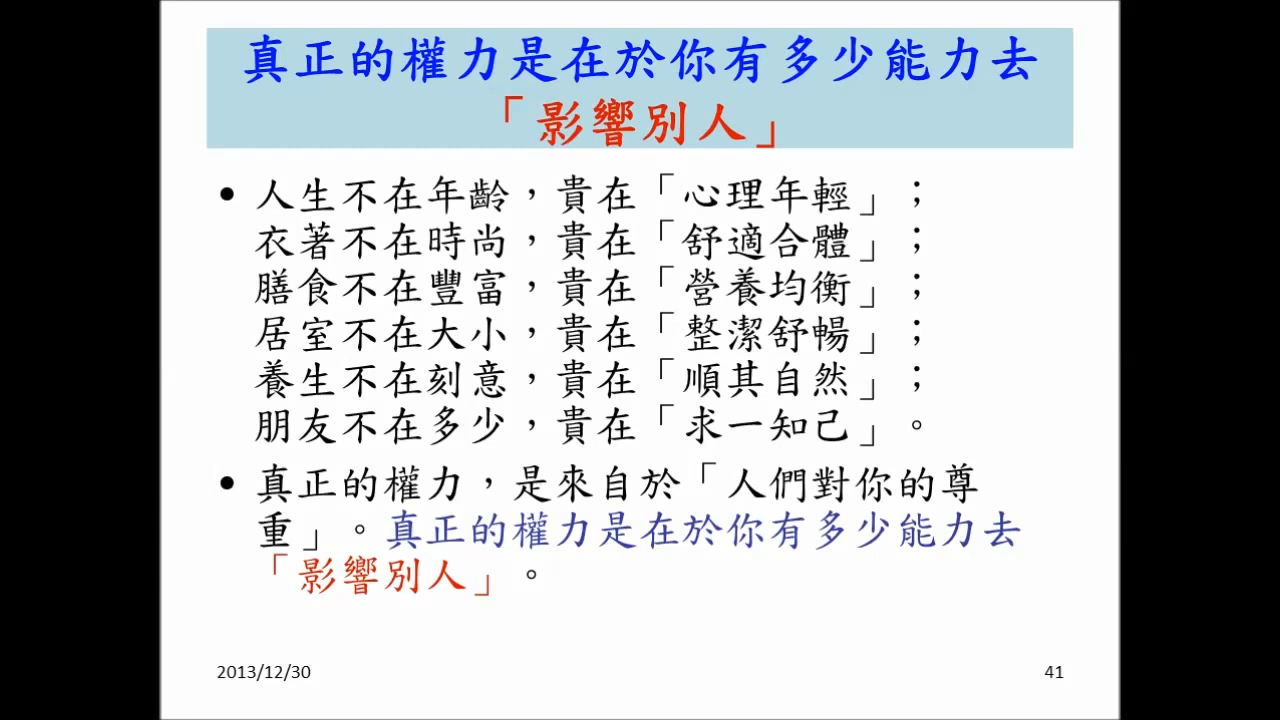 真正的權力是在於你有多少能力去
「影響別人」
• 人生不在年齡，貴在「心理年輕」；
衣著不在時尚，貴在「舒適合體」；
膳食不在豐富，貴在「營養均衡」；
居室不在大小，貴在「整潔舒暢」；
養生不在刻意，貴在「順其自然」；
朋友不在多少，貴在「求一知己」。
• 真正的權力，是來自於「人們對你的尊
重」。真正的權力是在於你有多少能力去
「影響別人」。
2013/12/30
41